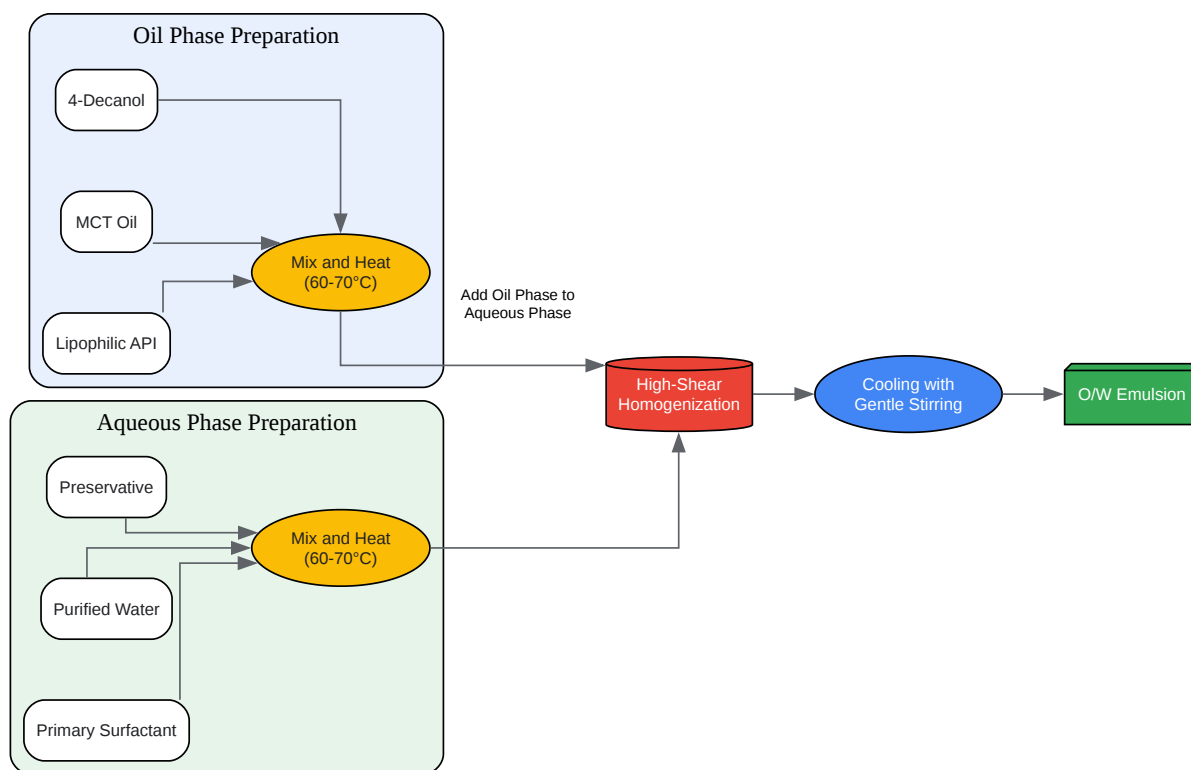 Oil Phase Preparation
4-Decanol
MCT Oil
Mix and Heat
(60-70°C)
Lipophilic API
Add Oil Phase to
Aqueous Phase
High-Shear
Homogenization
Cooling with
Gentle Stirring
O/W Emulsion
Aqueous Phase Preparation
Preservative
Mix and Heat
(60-70°C)
Purified Water
Primary Surfactant